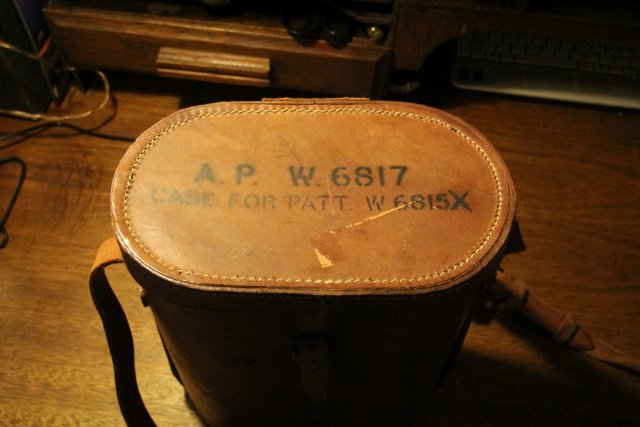 A. P. W. 6817
CASE FOR PATT. W 6815X